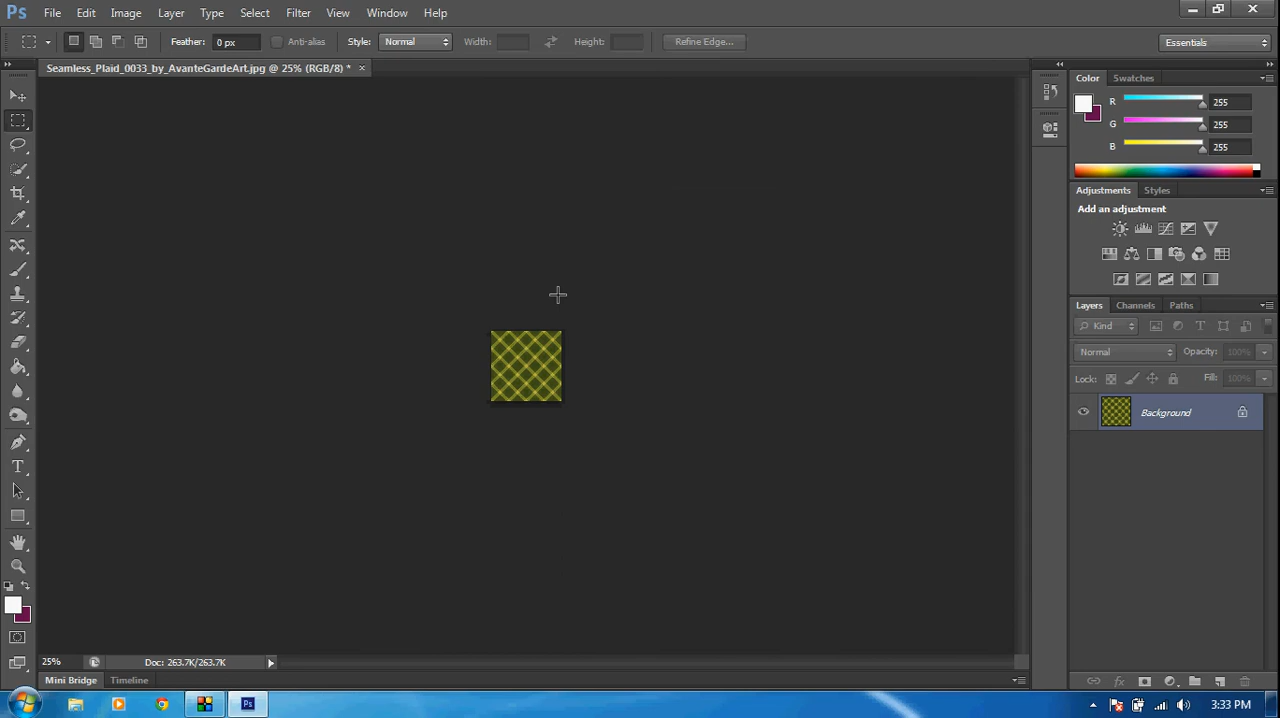 Ps File Edit Image Layer Type Select Filter View Window Help
Feather: 0 px Anti-alias Style: Normal Width: Height: Refine Edge... Essentials
Seamless_Plaid_0033_by_AvanteGardeArt.jpg @ 25% (RGB/8) * ×
Color Swatches
R 255
G 255
B 255
Adjustments Styles
Add an adjustment
Layers Channels Paths
Kind
Normal Opacity: 100%
Lock: Fill: 100%
Background
T
25% Doc: 263.7K/263.7K
Mini Bridge Timeline
Ps 3:33 PM